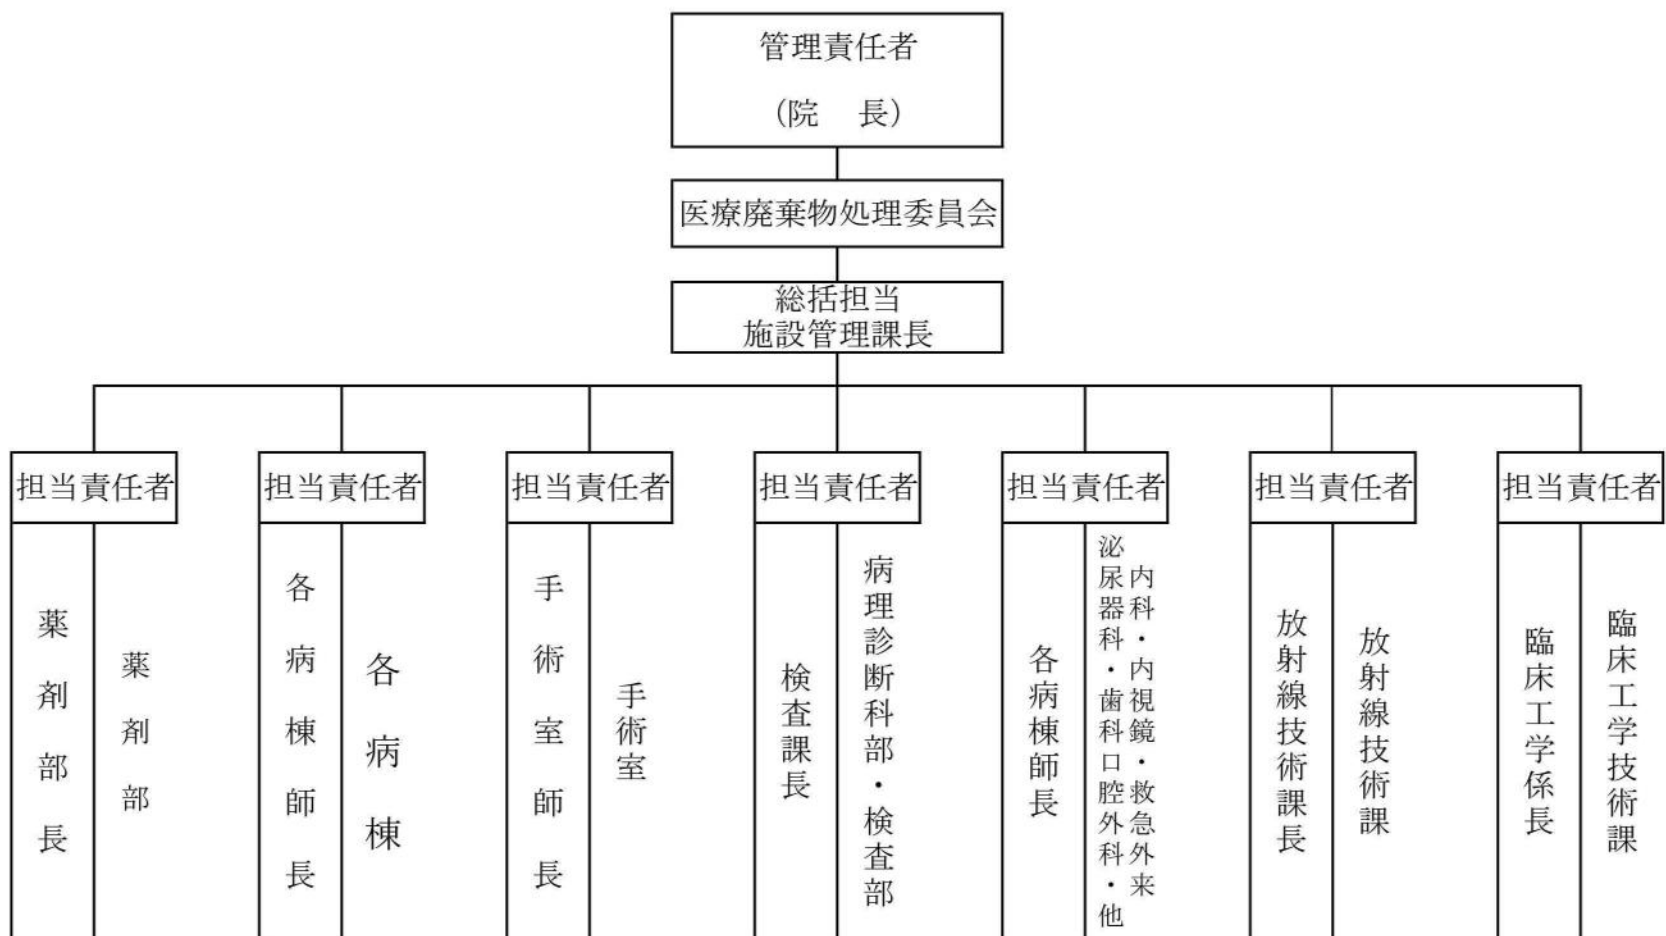 管理責任者
（院　長）
医療廃棄物処理委員会
総括担当
施設管理課長
担当責任者
担当責任者
担当責任者
担当責任者
担当責任者
担当責任者
担当責任者
薬剤部長
薬剤部
各病棟師長
各病棟
手術室師長
手術室
検査課長
病理診断科部・検査部
各病棟師長
内科・内視鏡・救急外来
泌尿器科・歯科口腔外科・他
放射線技術課長
放射線技術課
臨床工学係長
臨床工学技術課